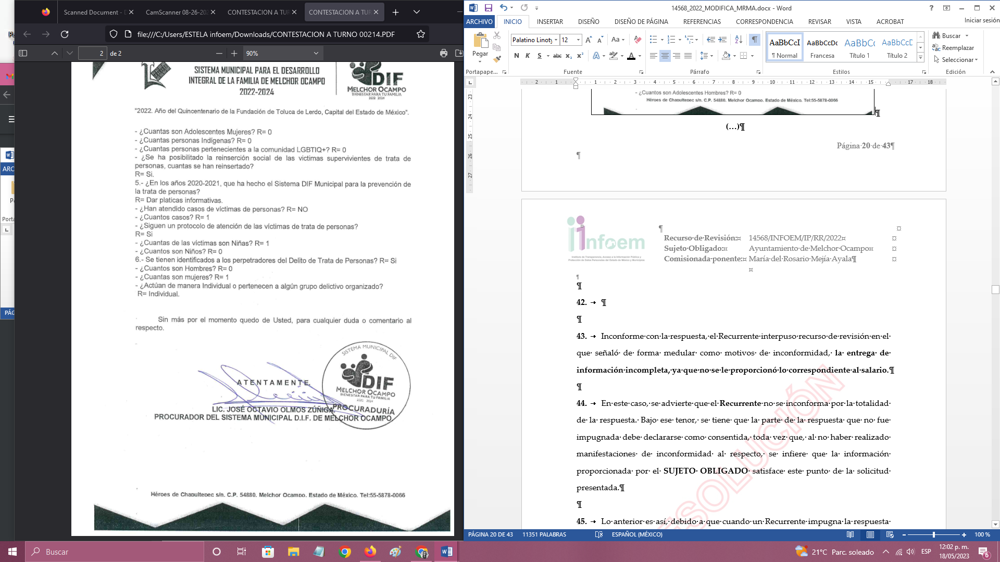 Scanned Document - D
CamScanner 08-26-202
CONTESTACION A TUR
CONTESTACION A TUR
file:///C:/Users/ESTELA infoem/Downloads/CONTESTACION A TURNO 00214.PDF
2 de 2
90%
SISTEMA MUNICIPAL PARA EL DESARROLLO
INTEGRAL DE LA FAMILIA DE MELCHOR OCAMPO
2022-2024
DIF
MELCHOR OCAMPO
BIENESTAR PARA TU FAMILIA
2022 2024
"2022. Año del Quincentenario de la Fundación de Toluca de Lerdo, Capital del Estado de México".
- ¿Cuantas son Adolescentes Mujeres? R= 0
- ¿Cuantas personas Indígenas? R= 0
- ¿Cuantas personas pertenecientes a la comunidad LGBTIQ+? R= 0
- ¿Se ha posibilitado la reinserción social de las victimas supervivientes de trata de
personas, cuantas se han reinsertado?
R= Si.
5.- ¿En los años 2020-2021, que ha hecho el Sistema DIF Municipal para la prevención de
la trata de personas?
R= Dar platicas informativas.
- ¿Han atendido casos de víctimas de personas? R= NO
- ¿Cuantos casos? R= 1
- ¿Siguen un protocolo de atención de las víctimas de trata de personas?
R= Si
- ¿Cuantas de las víctimas son Niñas? R= 1
- ¿Cuantos son Niños? R= 0
6.- Se tienen identificados a los perpetradores del Delito de Trata de Personas? R= Si
- ¿Cuantos son Hombres? R= 0
- ¿Cuantas son mujeres? R= 1
- ¿Actúan de manera Individual o pertenecen a algún grupo delictivo organizado?
R= Individual.
Sin más por el momento quedo de Usted, para cualquier duda o comentario al
respecto.
SISTEMA MUNICIPAL DIF
DIF
MELCHOR OCAMPO
BIENESTAR PARA TU FAMILIA
2022 2024
PROCURADURÍA
ATENTAMENTE.
LIC. JOSÉ OCTAVIO OLMOS ZÚÑIGA.
PROCURADOR DEL SISTEMA MUNICIPAL D.I.F. DE MELCHOR OCAMPO
Héroes de Chapultepec s/n. C.P. 54880. Melchor Ocampo. Estado de México. Tel:55-5878-0066
14568_2022_MODIFICA_MRMA.docx - Word
ARCHIVO INICIO INSERTAR DISEÑO DISEÑO DE PÁGINA REFERENCIAS CORRESPONDENCIA REVISAR VISTA ACROBAT
Iniciar sesión
Pegar
Palatino Linoty 12
Portapape... Fuente Párrafo Estilos Edición
AaBbCcI ¶ Normal
AaBbCcDc Francesa
AaBbC Título 1
AaBbCcC Título 2
Buscar
Reemplazar
Seleccionar
- ¿Cuantos son Adolescentes Hombres? R= 0
Héroes de Chapultepec s/n. C.P. 54880. Melchor Ocampo. Estado de México. Tel:55-5878-0066
(…)¶
Página 20 de 43¶
infoem
Instituto de Transparencia, Acceso a la Información Pública y
Protección de Datos Personales del Estado de México y Municipios
Recurso de Revisión: 14568/INFOEM/IP/RR/2022
Sujeto Obligado: Ayuntamiento de Melchor Ocampo
Comisionada ponente: María del Rosario Mejía Ayala¶
42. → ¶
43. → Inconforme con la respuesta, el Recurrente interpuso recurso de revisión en el
que señaló de forma medular como motivos de inconformidad, la entrega de
información incompleta, ya que no se le proporcionó lo correspondiente al salario.¶
44. → En este caso, se advierte que el Recurrente no se inconforma por la totalidad
de la respuesta. Bajo ese tenor, se tiene que la parte de la respuesta que no fue
impugnada debe declararse como consentida, toda vez que, al no haber realizado
manifestaciones de inconformidad al respecto, se infiere que la información
proporcionada por el SUJETO OBLIGADO satisface este punto de la solicitud
presentada.¶
45. → Lo anterior es así, debido a que cuando un Recurrente impugna la respuesta
ESOLUCIÓN
PÁGINA 20 DE 43 11351 PALABRAS ESPAÑOL (MÉXICO) 100 %
Buscar
21°C Parc. soleado
ESP
12:02 p. m.
18/05/2023
6